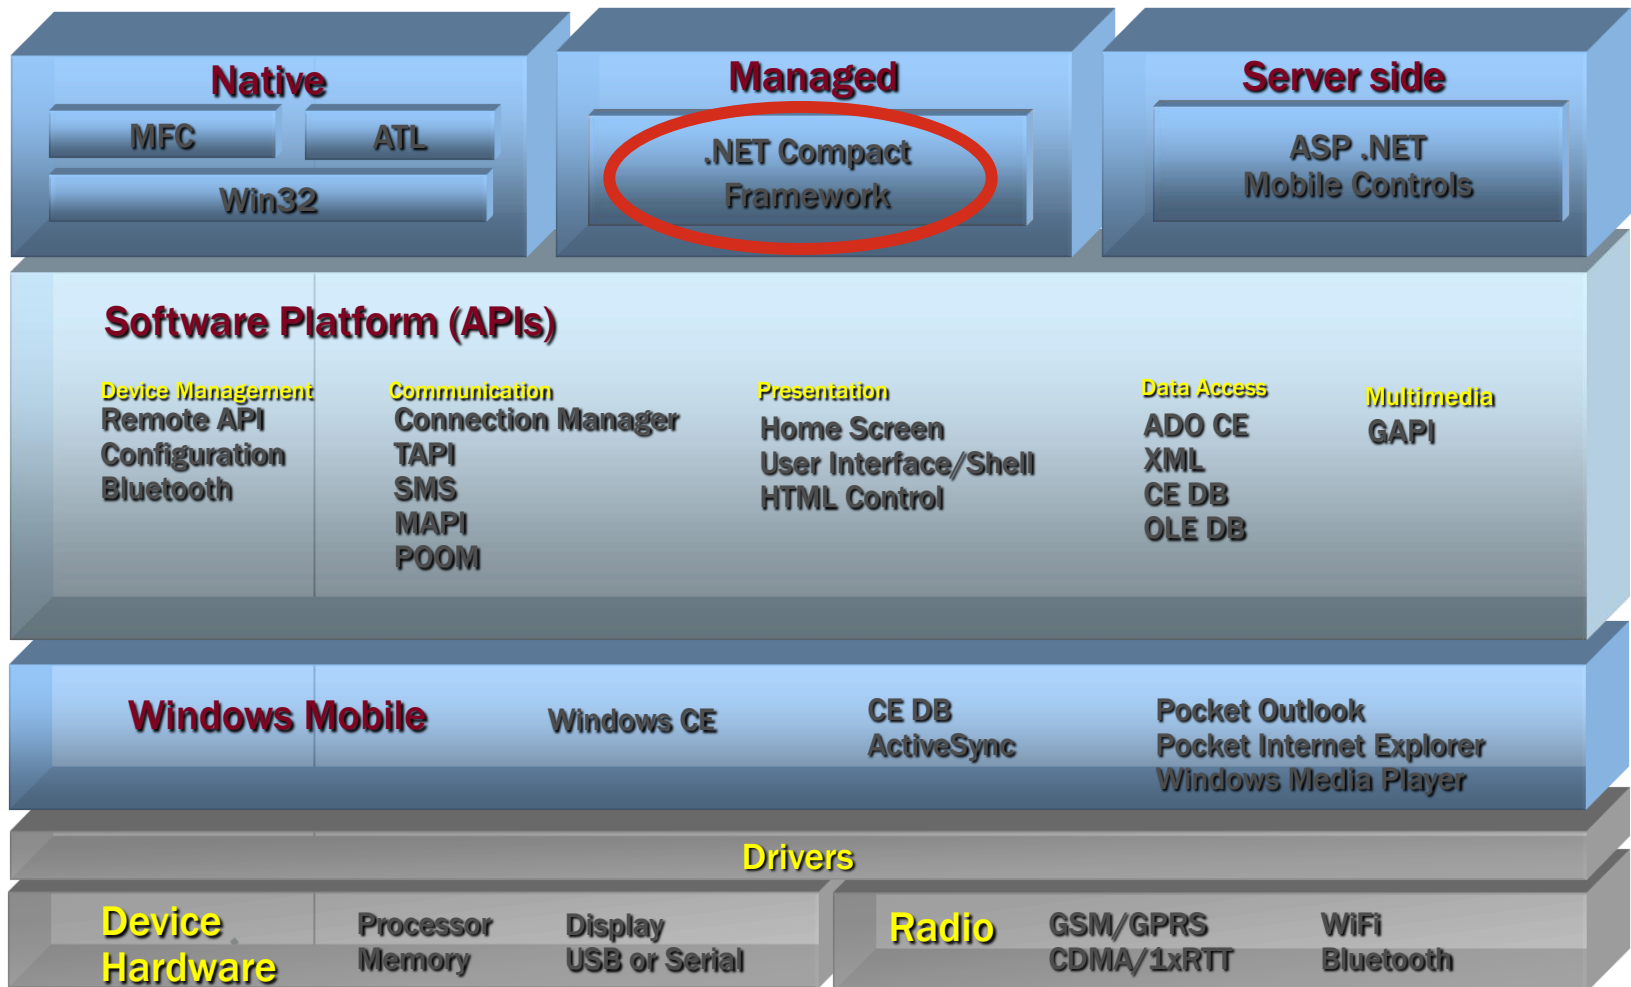 Native
MFC
ATL
Win32
Managed
.NET Compact
Framework
Server side
ASP .NET
Mobile Controls
Software Platform (APIs)
Device Management
Remote API
Configuration
Bluetooth
Communication
Connection Manager
TAPI
SMS
MAPI
POOM
Presentation
Home Screen
User Interface/Shell
HTML Control
Data Access
ADO CE
XML
CE DB
OLE DB
Multimedia
GAPI
Windows Mobile
Windows CE
CE DB
ActiveSync
Pocket Outlook
Pocket Internet Explorer
Windows Media Player
Drivers
Device
Hardware
Processor
Memory
Display
USB or Serial
Radio
GSM/GPRS
CDMA/1xRTT
WiFi
Bluetooth